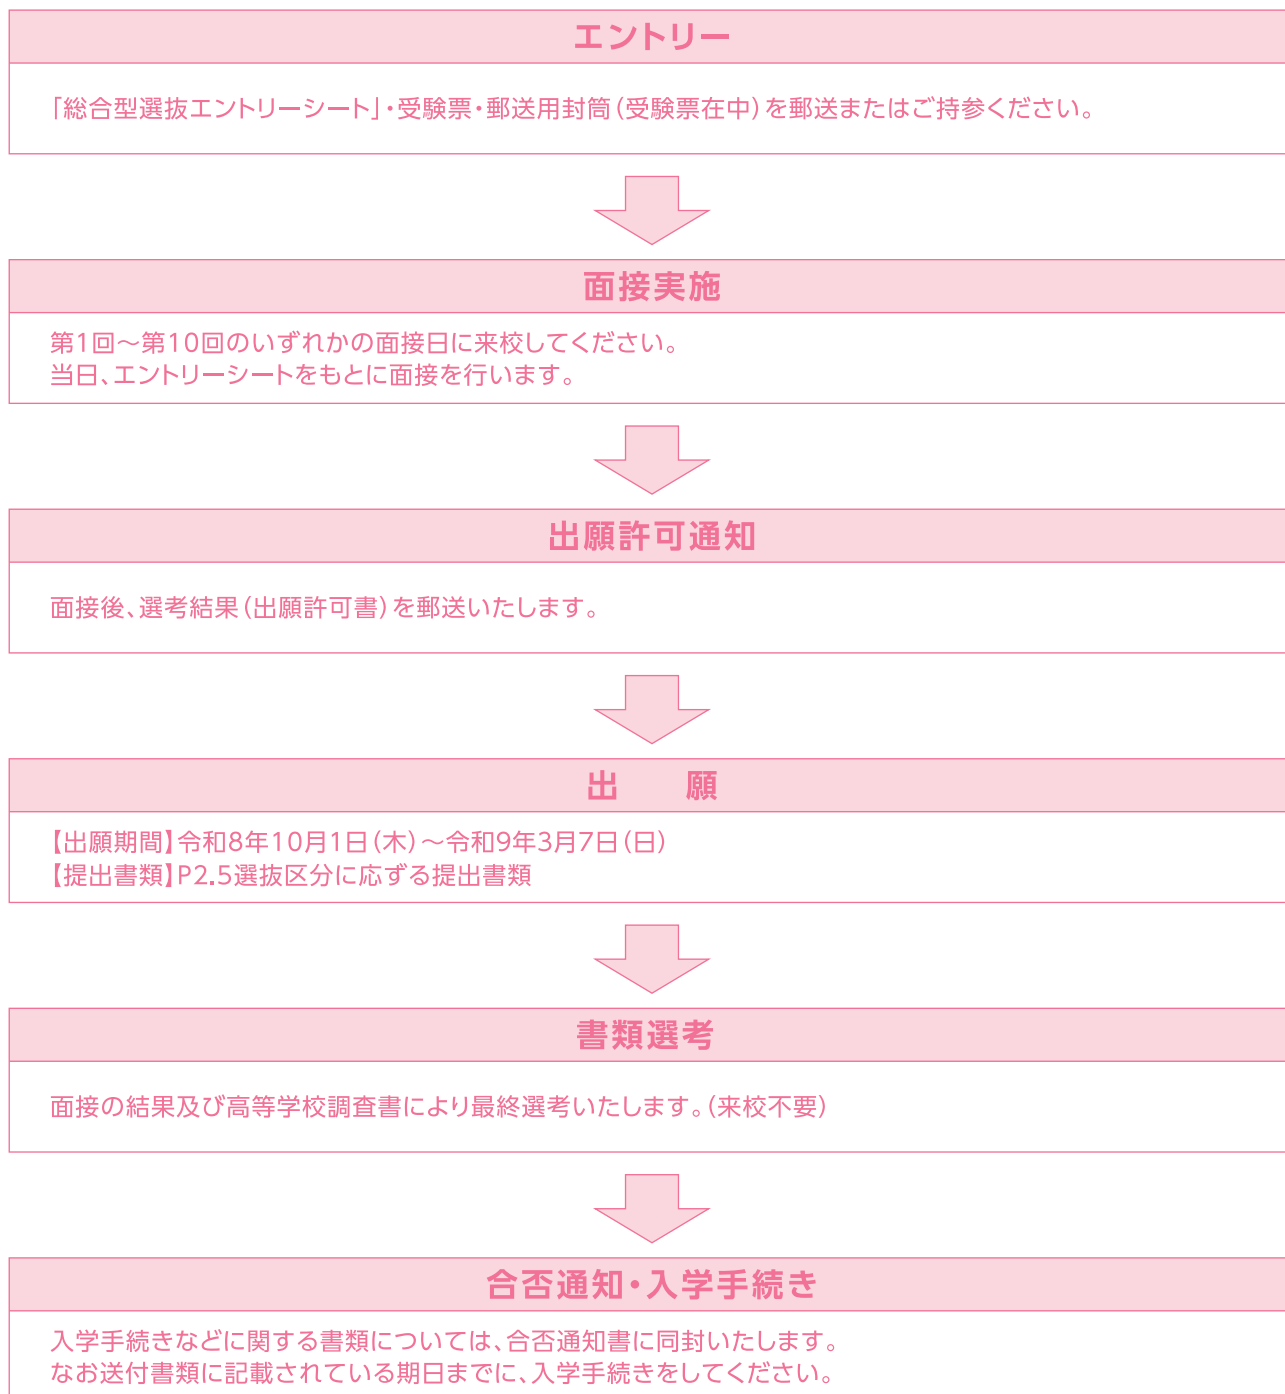 エントリー
「総合型選抜エントリーシート」・受験票・郵送用封筒（受験票在中）を郵送またはご持参ください。
面接実施
第1回～第10回のいずれかの面接日に来校してください。
当日、エントリーシートをもとに面接を行います。
出願許可通知
面接後、選考結果（出願許可書）を郵送いたします。
出　願
【出願期間】令和8年10月1日（木）～令和9年3月7日（日）
【提出書類】P2.5選抜区分に応ずる提出書類
書類選考
面接の結果及び高等学校調査書により最終選考いたします。（来校不要）
合否通知・入学手続き
入学手続きなどに関する書類については、合否通知書に同封いたします。
なお送付書類に記載されている期日までに、入学手続きをしてください。